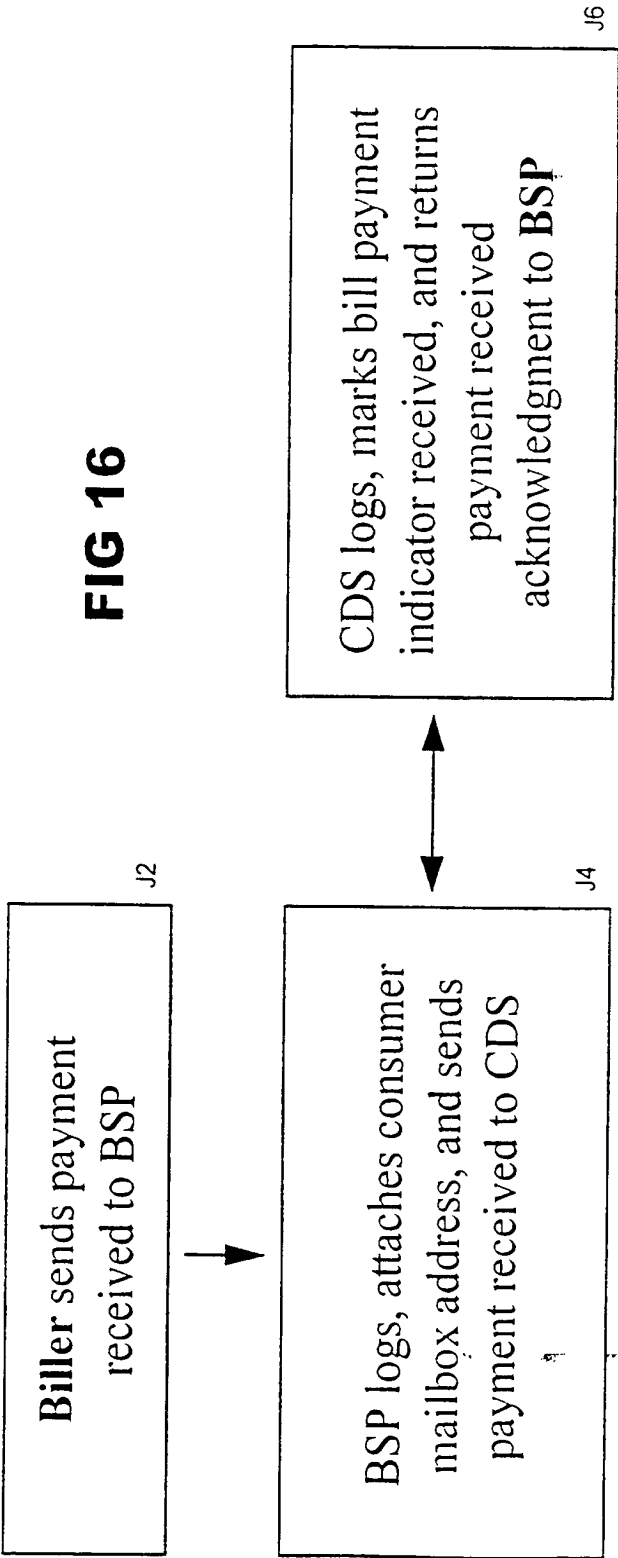 FIG 16
Biller sends payment
received to BSP
J2
BSP logs, attaches consumer
mailbox address, and sends
payment received to CDS
J4
CDS logs, marks bill payment
indicator received, and returns
payment received
acknowledgment to BSP
J6